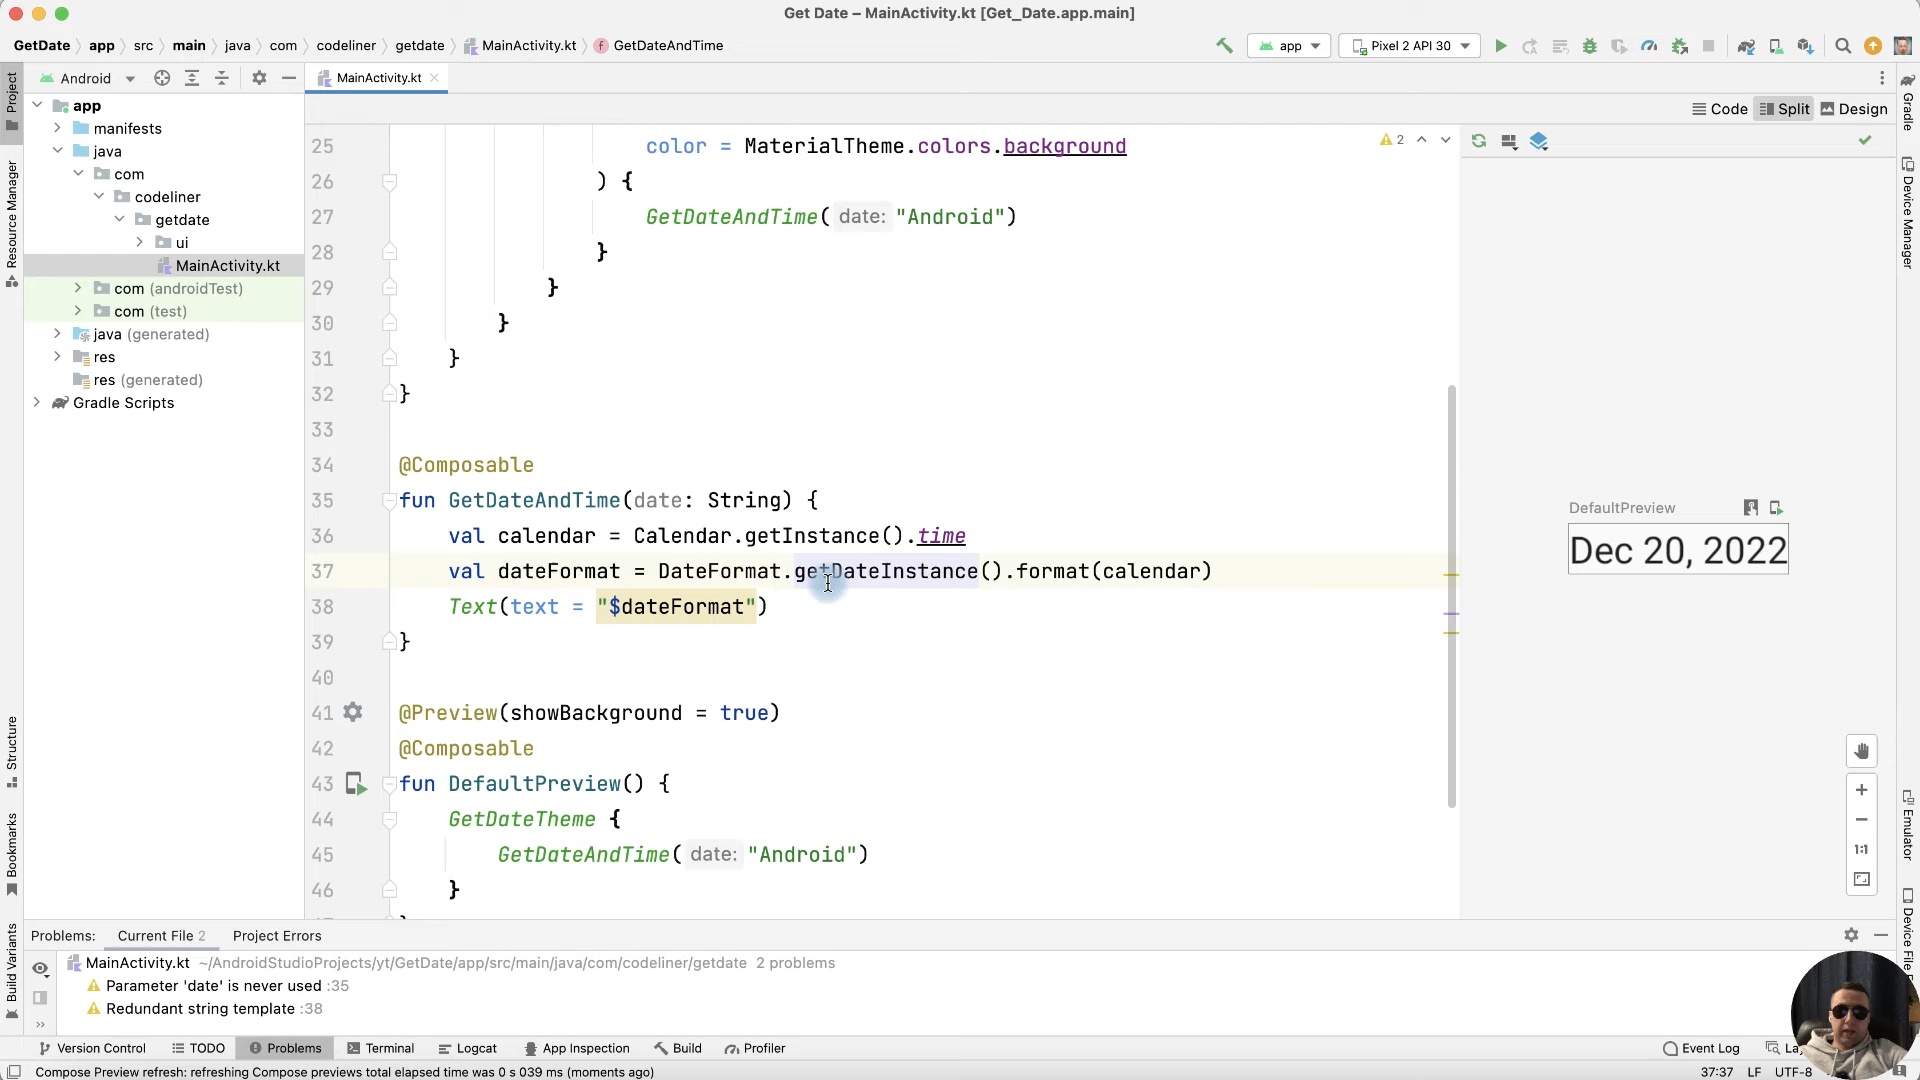 Get Date – MainActivity.kt [Get_Date.app.main]
GetDate app src main java com codeliner getdate MainActivity.kt GetDateAndTime app Pixel 2 API 30
Android MainActivity.kt
Code Split Design
app
manifests
java
com
codeliner
getdate
ui
MainActivity.kt
com (androidTest)
com (test)
java (generated)
res
res (generated)
Gradle Scripts
2
25 color = MaterialTheme.colors.background
26 ) {
27 GetDateAndTime( date: "Android")
28 }
29 }
30 }
31 }
32 }
33
34 @Composable
35 fun GetDateAndTime(date: String) {
36 val calendar = Calendar.getInstance().time
37 val dateFormat = DateFormat.getDateInstance().format(calendar)
38 Text(text = "$dateFormat")
39 }
40
41 @Preview(showBackground = true)
42 @Composable
43 fun DefaultPreview() {
44 GetDateTheme {
45 GetDateAndTime( date: "Android")
46 }
DefaultPreview
Dec 20, 2022
1:1
Project
Resource Manager
Structure
Bookmarks
Build Variants
Gradle
Device Manager
Emulator
Device File
Problems: Current File 2 Project Errors
MainActivity.kt ~/AndroidStudioProjects/yt/GetDate/app/src/main/java/com/codeliner/getdate 2 problems
Parameter 'date' is never used :35
Redundant string template :38
Version Control TODO Problems Terminal Logcat App Inspection Build Profiler Event Log
Compose Preview refresh: refreshing Compose previews total elapsed time was 0 s 039 ms (moments ago) 37:37 LF UTF-8